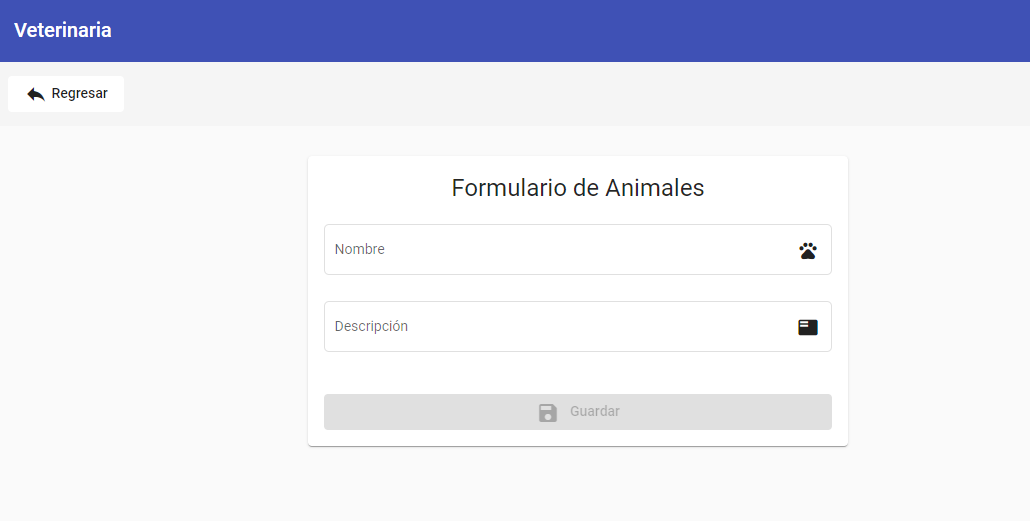 Veterinaria
Regresar
Formulario de Animales
Nombre
Descripción
Guardar